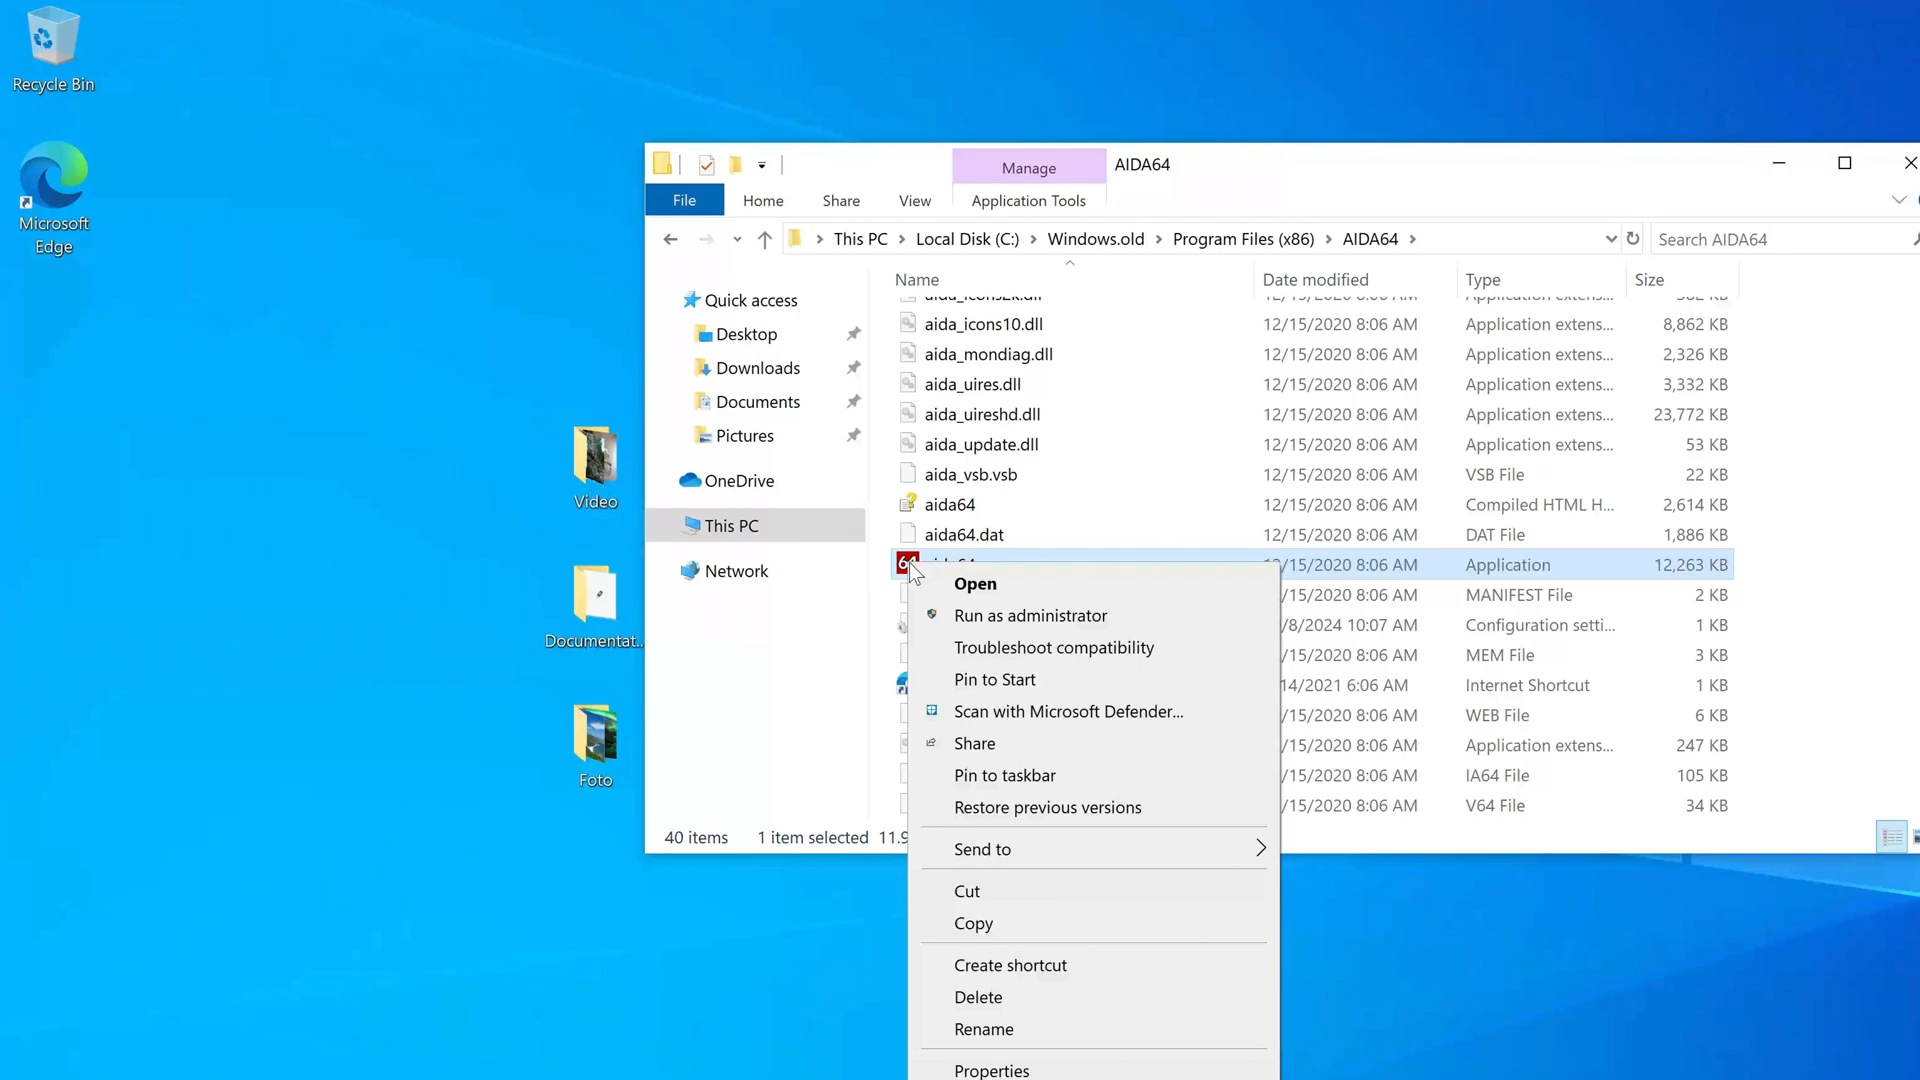 Recycle Bin
Microsoft
Edge
Video
Documentat...
Foto
Manage
AIDA64
File
Home
Share
View
Application Tools
This PC
Local Disk (C:)
Windows.old
Program Files (x86)
AIDA64
Search AIDA64
Quick access
Desktop
Downloads
Documents
Pictures
OneDrive
This PC
Network
Name Date modified Type Size
aida_icons2k.dll
aida_icons10.dll 12/15/2020 8:06 AM Application extens... 8,862 KB
aida_mondiag.dll 12/15/2020 8:06 AM Application extens... 2,326 KB
aida_uires.dll 12/15/2020 8:06 AM Application extens... 3,332 KB
aida_uireshd.dll 12/15/2020 8:06 AM Application extens... 23,772 KB
aida_update.dll 12/15/2020 8:06 AM Application extens... 53 KB
aida_vsb.vsb 12/15/2020 8:06 AM VSB File 22 KB
aida64 12/15/2020 8:06 AM Compiled HTML H... 2,614 KB
aida64.dat 12/15/2020 8:06 AM DAT File 1,886 KB
64 aida64 /15/2020 8:06 AM Application 12,263 KB
/15/2020 8:06 AM MANIFEST File 2 KB
/8/2024 10:07 AM Configuration setti... 1 KB
/15/2020 8:06 AM MEM File 3 KB
14/2021 6:06 AM Internet Shortcut 1 KB
/15/2020 8:06 AM WEB File 6 KB
/15/2020 8:06 AM Application extens... 247 KB
/15/2020 8:06 AM IA64 File 105 KB
/15/2020 8:06 AM V64 File 34 KB
40 items 1 item selected 11.9
Open
Run as administrator
Troubleshoot compatibility
Pin to Start
Scan with Microsoft Defender...
Share
Pin to taskbar
Restore previous versions
Send to
Cut
Copy
Create shortcut
Delete
Rename
Properties